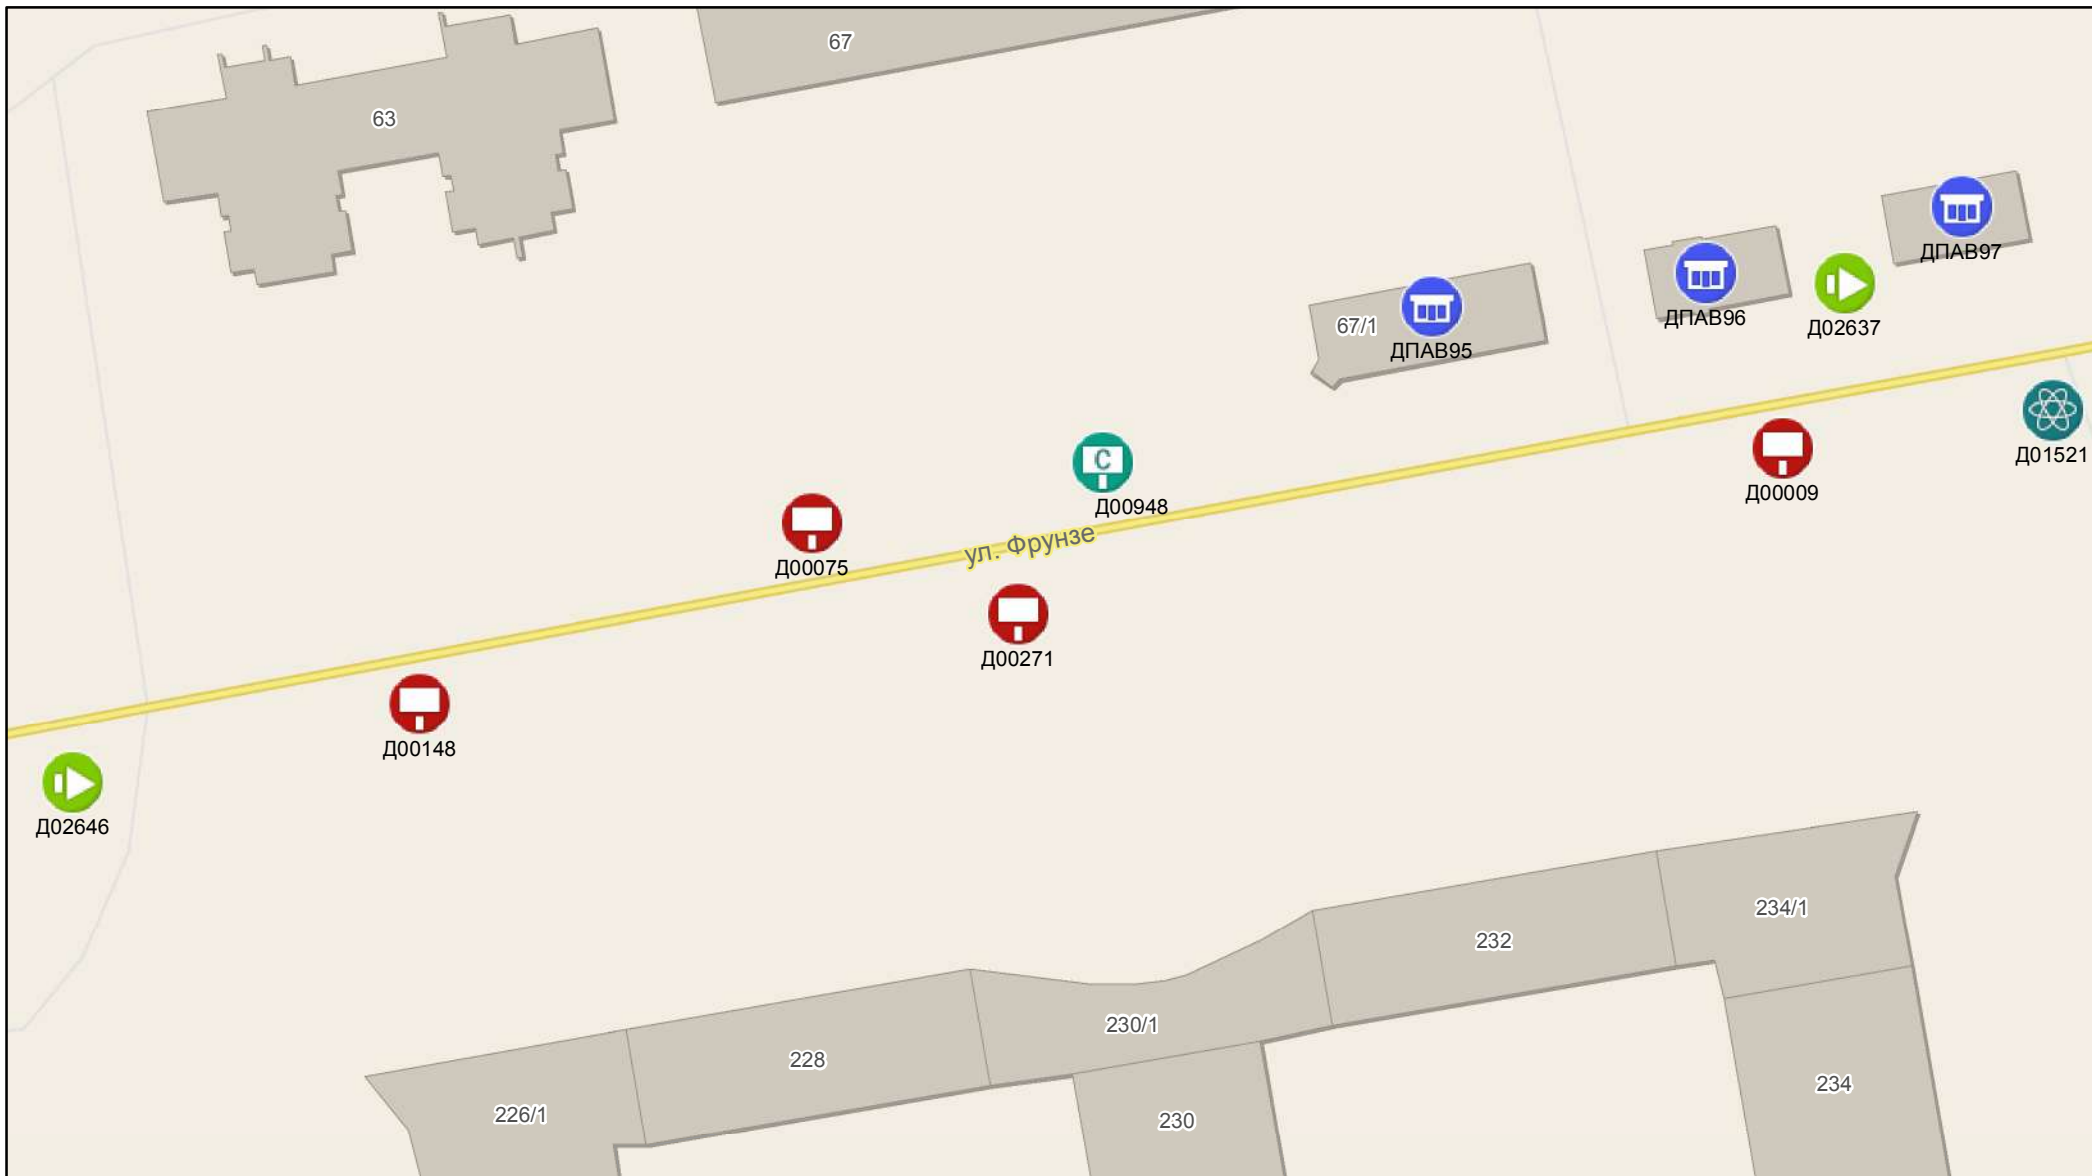 67
63
ДПАВ97
ДПАВ96
Д02637
67/1
ДПАВ95
Д01521
Д00009
С
Д00948
ул. Фрунзе
Д00075
Д00271
Д00148
Д02646
234/1
232
230/1
228
234
226/1
230